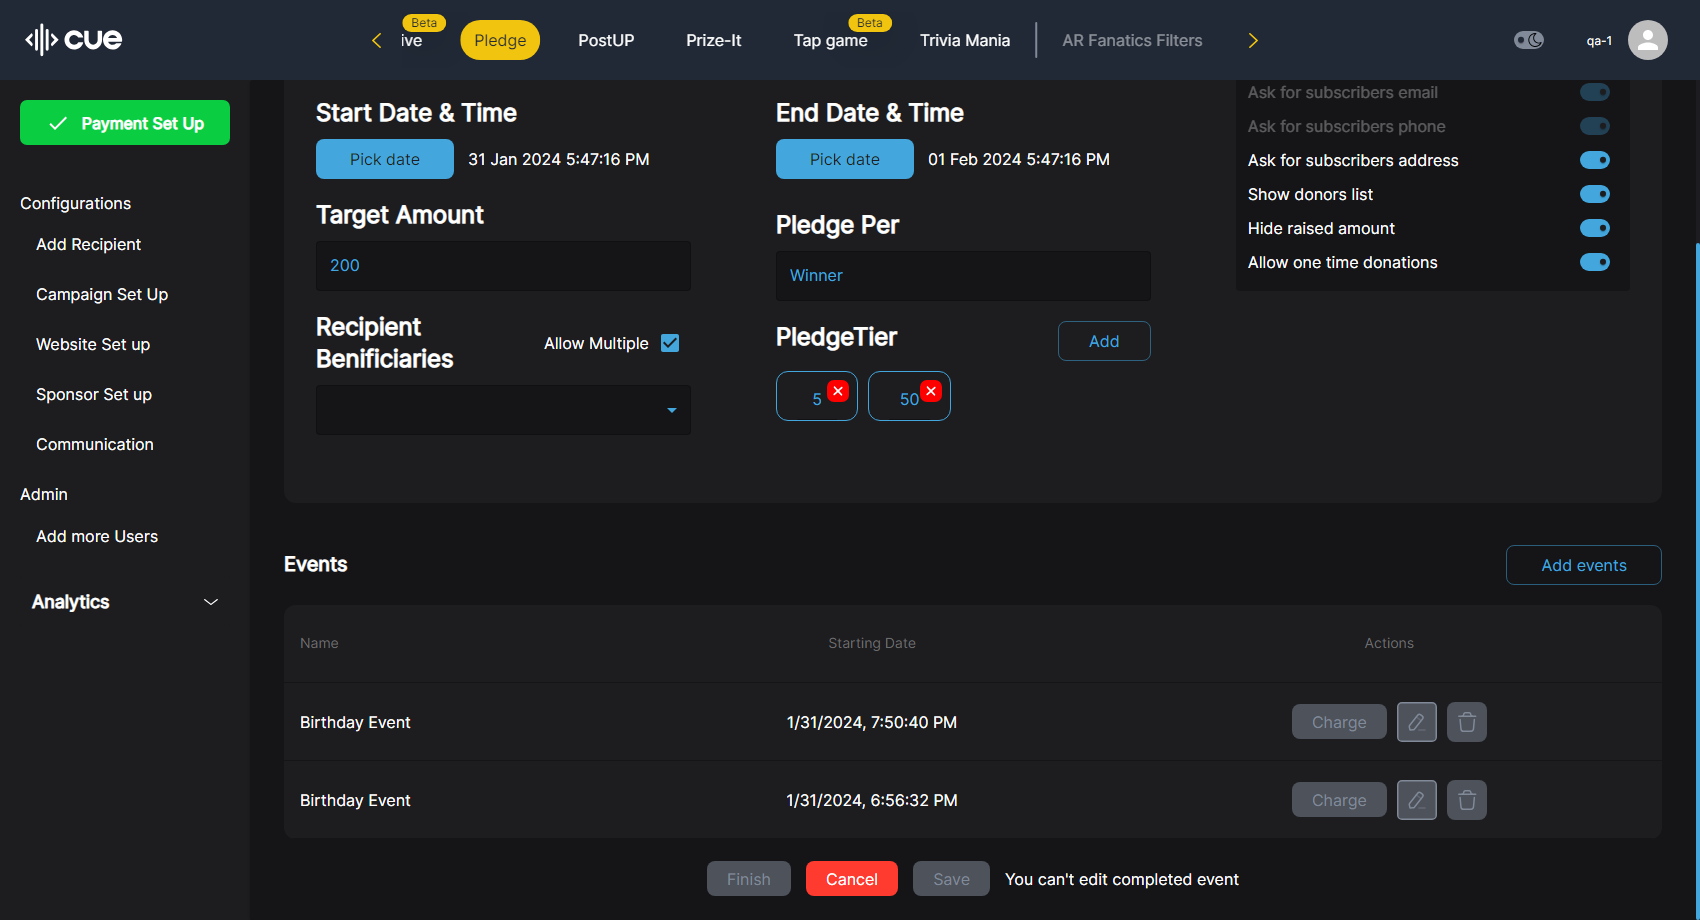 cue
Beta
ive
Pledge
PostUP
Prize-It
Beta
Tap game
Trivia Mania
AR Fanatics Filters
qa-1
Payment Set Up
Configurations
Add Recipient
Campaign Set Up
Website Set up
Sponsor Set up
Communication
Admin
Add more Users
Analytics
Start Date & Time
Pick date 31 Jan 2024 5:47:16 PM
End Date & Time
Pick date 01 Feb 2024 5:47:16 PM
Target Amount
200
Pledge Per
Winner
Recipient
Benificiaries
Allow Multiple
PledgeTier
Add
5
50
Ask for subscribers email
Ask for subscribers phone
Ask for subscribers address
Show donors list
Hide raised amount
Allow one time donations
Events
Add events
Name Starting Date Actions
Birthday Event 1/31/2024, 7:50:40 PM Charge
Birthday Event 1/31/2024, 6:56:32 PM Charge
Finish Cancel Save You can't edit completed event